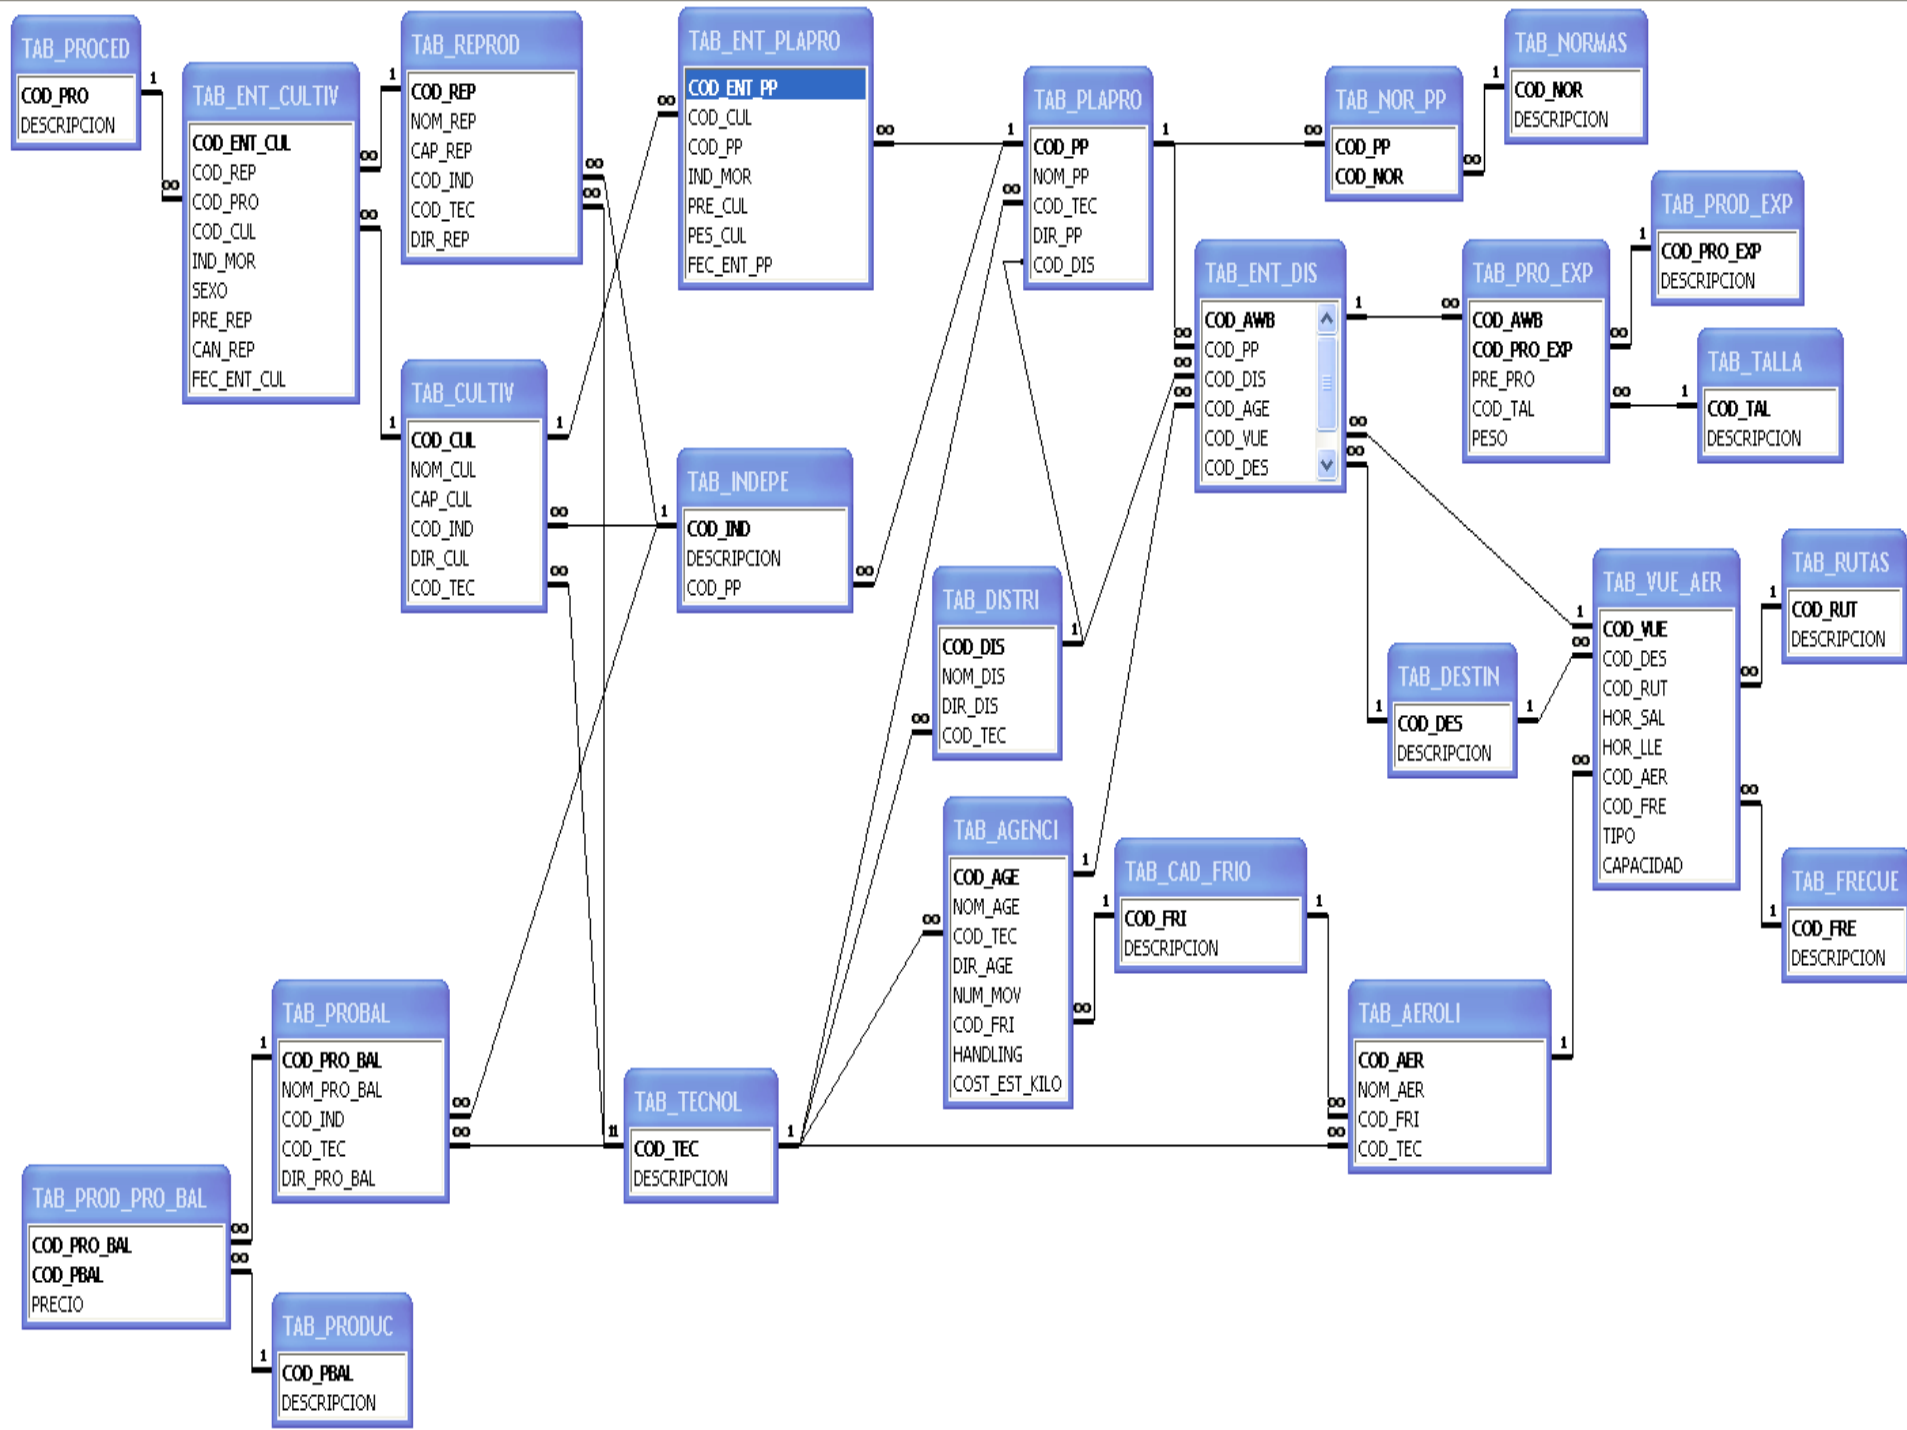 TAB_PROCED
COD_PRO
DESCRIPCION
TAB_ENT_CULTIV
COD_ENT_CUL
COD_REP
COD_PRO
COD_CUL
IND_MOR
SEXO
PRE_REP
CAN_REP
FEC_ENT_CUL
TAB_REPROD
COD_REP
NOM_REP
CAP_REP
COD_IND
COD_TEC
DIR_REP
TAB_ENT_PLAPRO
COD_ENT_PP
COD_CUL
COD_PP
IND_MOR
PRE_CUL
PES_CUL
FEC_ENT_PP
TAB_PLAPRO
COD_PP
NOM_PP
COD_TEC
DIR_PP
COD_DIS
TAB_NOR_PP
COD_PP
COD_NOR
TAB_NORMAS
COD_NOR
DESCRIPCION
TAB_PROD_EXP
COD_PRO_EXP
DESCRIPCION
TAB_ENT_DIS
COD_AWB
COD_PP
COD_DIS
COD_AGE
COD_VUE
COD_DES
TAB_PRO_EXP
COD_AWB
COD_PRO_EXP
PRE_PRO
COD_TAL
PESO
TAB_TALLA
COD_TAL
DESCRIPCION
TAB_CULTIV
COD_CUL
NOM_CUL
CAP_CUL
COD_IND
DIR_CUL
COD_TEC
TAB_INDEPE
COD_IND
DESCRIPCION
COD_PP
TAB_DISTRI
COD_DIS
NOM_DIS
DIR_DIS
COD_TEC
TAB_DESTIN
COD_DES
DESCRIPCION
TAB_VUE_AER
COD_VUE
COD_DES
COD_RUT
HOR_SAL
HOR_LLE
COD_AER
COD_FRE
TIPO
CAPACIDAD
TAB_RUTAS
COD_RUT
DESCRIPCION
TAB_FRECUE
COD_FRE
DESCRIPCION
TAB_AGENCI
COD_AGE
NOM_AGE
COD_TEC
DIR_AGE
NUM_MOV
COD_FRI
HANDLING
COST_EST_KILO
TAB_CAD_FRIO
COD_FRI
DESCRIPCION
TAB_AEROLI
COD_AER
NOM_AER
COD_FRI
COD_TEC
TAB_PROBAL
COD_PRO_BAL
NOM_PRO_BAL
COD_IND
COD_TEC
DIR_PRO_BAL
TAB_TECNOL
COD_TEC
DESCRIPCION
TAB_PROD_PRO_BAL
COD_PRO_BAL
COD_PBAL
PRECIO
TAB_PRODUC
COD_PBAL
DESCRIPCION